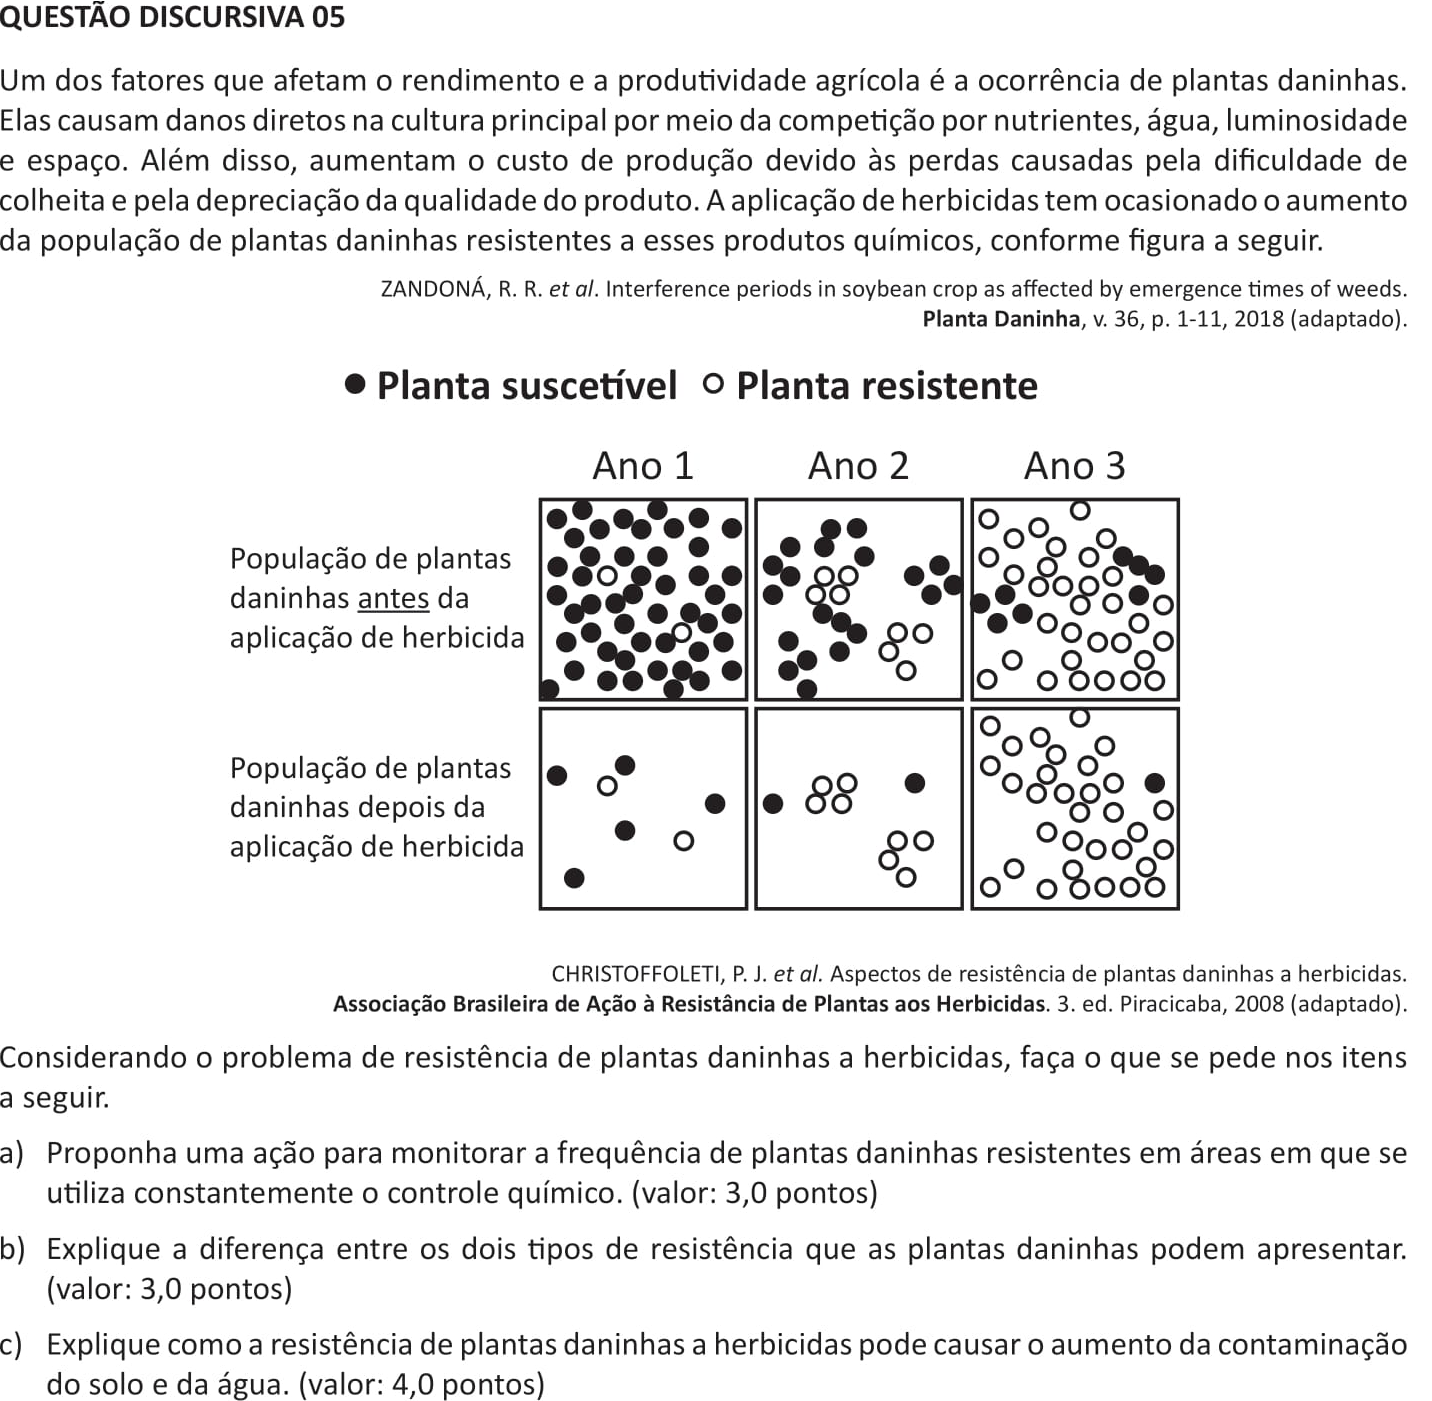 QUESTÃO DISCURSIVA 05
Um dos fatores que afetam o rendimento e a produtividade agrícola é a ocorrência de plantas daninhas.
Elas causam danos diretos na cultura principal por meio da competição por nutrientes, água, luminosidade
e espaço. Além disso, aumentam o custo de produção devido às perdas causadas pela dificuldade de
colheita e pela depreciação da qualidade do produto. A aplicação de herbicidas tem ocasionado o aumento
da população de plantas daninhas resistentes a esses produtos químicos, conforme figura a seguir.
ZANDONÁ, R. R. et al. Interference periods in soybean crop as affected by emergence times of weeds.
Planta Daninha, v. 36, p. 1-11, 2018 (adaptado).
Planta suscetível Planta resistente
Ano 1 Ano 2 Ano 3
População de plantas
daninhas antes da
aplicação de herbicida
População de plantas
daninhas depois da
aplicação de herbicida
CHRISTOFFOLETI, P. J. et al. Aspectos de resistência de plantas daninhas a herbicidas.
Associação Brasileira de Ação à Resistância de Plantas aos Herbicidas. 3. ed. Piracicaba, 2008 (adaptado).
Considerando o problema de resistência de plantas daninhas a herbicidas, faça o que se pede nos itens
a seguir.
a) Proponha uma ação para monitorar a frequência de plantas daninhas resistentes em áreas em que se
utiliza constantemente o controle químico. (valor: 3,0 pontos)
b) Explique a diferença entre os dois tipos de resistência que as plantas daninhas podem apresentar.
(valor: 3,0 pontos)
c) Explique como a resistência de plantas daninhas a herbicidas pode causar o aumento da contaminação
do solo e da água. (valor: 4,0 pontos)